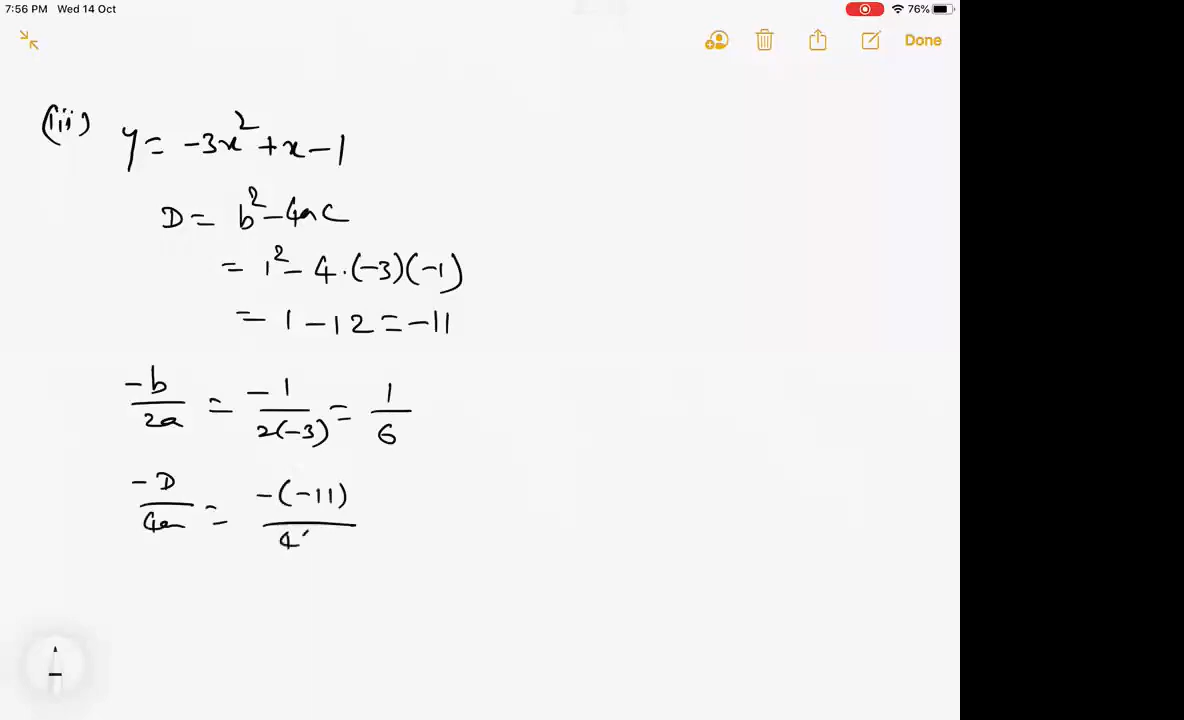 7:56 PM Wed 14 Oct 76%
Done
(iii) y = -3x² + x - 1
D = b² - 4ac
= 1² - 4·(-3)(-1)
= 1 - 12 = -11
-b/2a = -1/2(-3) = 1/6
-D/4a = -(-11)/4